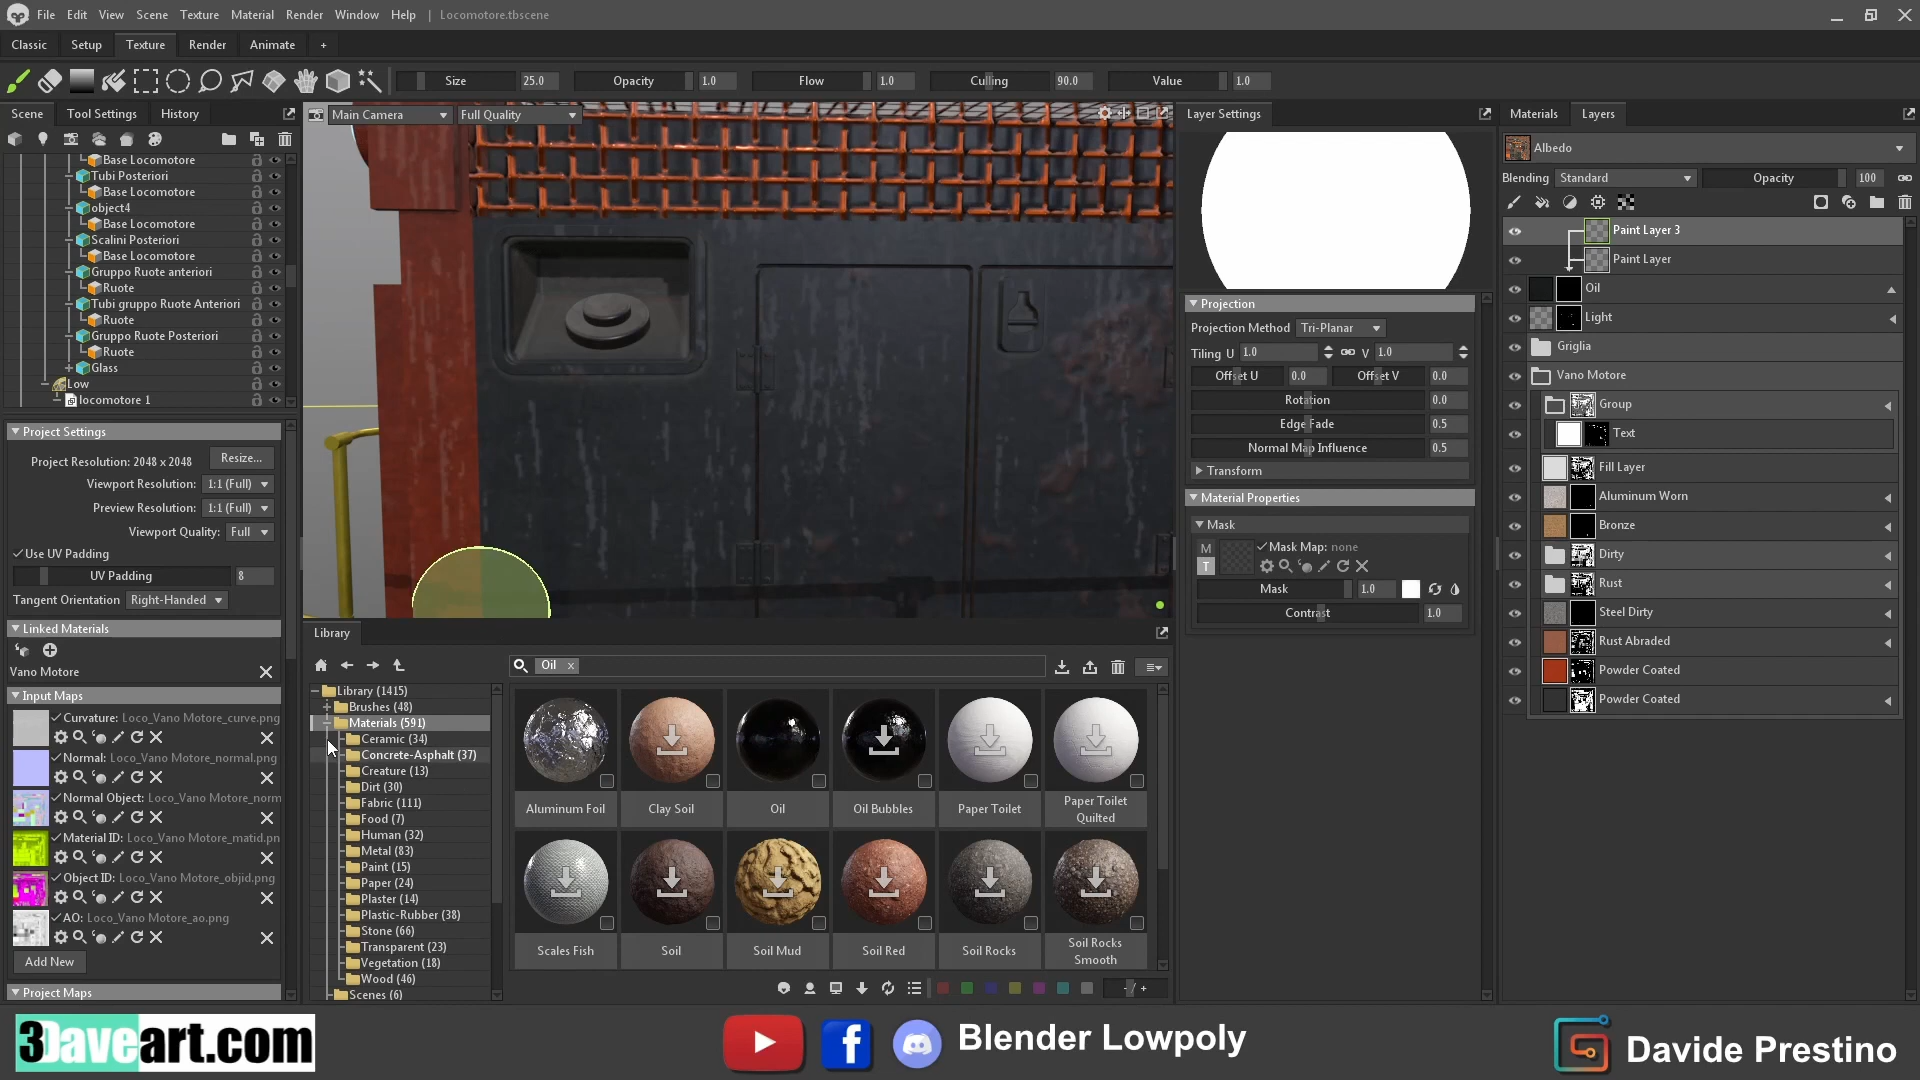 File Edit View Scene Texture Material Render Window Help | Locomotore.tbscene
Classic Setup Texture Render Animate +
Size 25.0 Opacity 1.0 Flow 1.0 Culling 90.0 Value 1.0
Scene Tool Settings History
Base Locomotore
Tubi Posteriori
Base Locomotore
object4
Base Locomotore
Scalini Posteriori
Base Locomotore
Gruppo Ruote anteriori
Ruote
Tubi gruppo Ruote Anteriori
Ruote
Gruppo Ruote Posteriori
Ruote
Glass
Low
locomotore 1
Project Settings
Project Resolution: 2048 x 2048 Resize...
Viewport Resolution: 1:1 (Full)
Preview Resolution: 1:1 (Full)
Viewport Quality: Full
Use UV Padding
UV Padding 8
Tangent Orientation Right-Handed
Linked Materials
Vano Motore
Input Maps
Curvature: Loco_Vano Motore_curve.png
Normal: Loco_Vano Motore_normal.png
Normal Object: Loco_Vano Motore_norm
Material ID: Loco_Vano Motore_matid.pn
Object ID: Loco_Vano Motore_objid.png
AO: Loco_Vano Motore_ao.png
Add New
Project Maps
Main Camera Full Quality
Library
Oil x
Library (1415)
Brushes (48)
Materials (591)
Ceramic (34)
Concrete-Asphalt (37)
Creature (13)
Dirt (30)
Fabric (111)
Food (7)
Human (32)
Metal (83)
Paint (15)
Paper (24)
Plaster (14)
Plastic-Rubber (38)
Stone (66)
Transparent (23)
Vegetation (18)
Wood (46)
Scenes (6)
Aluminum Foil
Clay Soil
Oil
Oil Bubbles
Paper Toilet
Paper Toilet
Quilted
Scales Fish
Soil
Soil Mud
Soil Red
Soil Rocks
Soil Rocks
Smooth
- / +
Layer Settings
Projection
Projection Method Tri-Planar
Tiling U 1.0 V 1.0
Offset U 0.0 Offset V 0.0
Rotation 0.0
Edge Fade 0.5
Normal Map Influence 0.5
Transform
Material Properties
Mask
M
T
Mask Map: none
Mask 1.0
Contrast 1.0
Materials Layers
Albedo
Blending Standard Opacity 100
Paint Layer 3
Paint Layer
Oil
Light
Griglia
Vano Motore
Group
Text
Fill Layer
Aluminum Worn
Bronze
Dirty
Rust
Steel Dirty
Rust Abraded
Powder Coated
Powder Coated
3Daveart.com
f
Blender Lowpoly
Davide Prestino